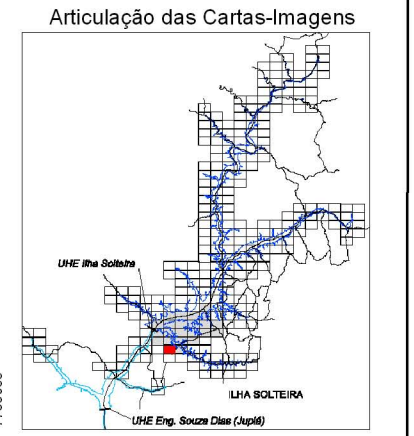 Articulação das Cartas-Imagens
UHE Ilha Solteira
ILHA SOLTEIRA
UHE Eng. Souza Dias (Jupiá)